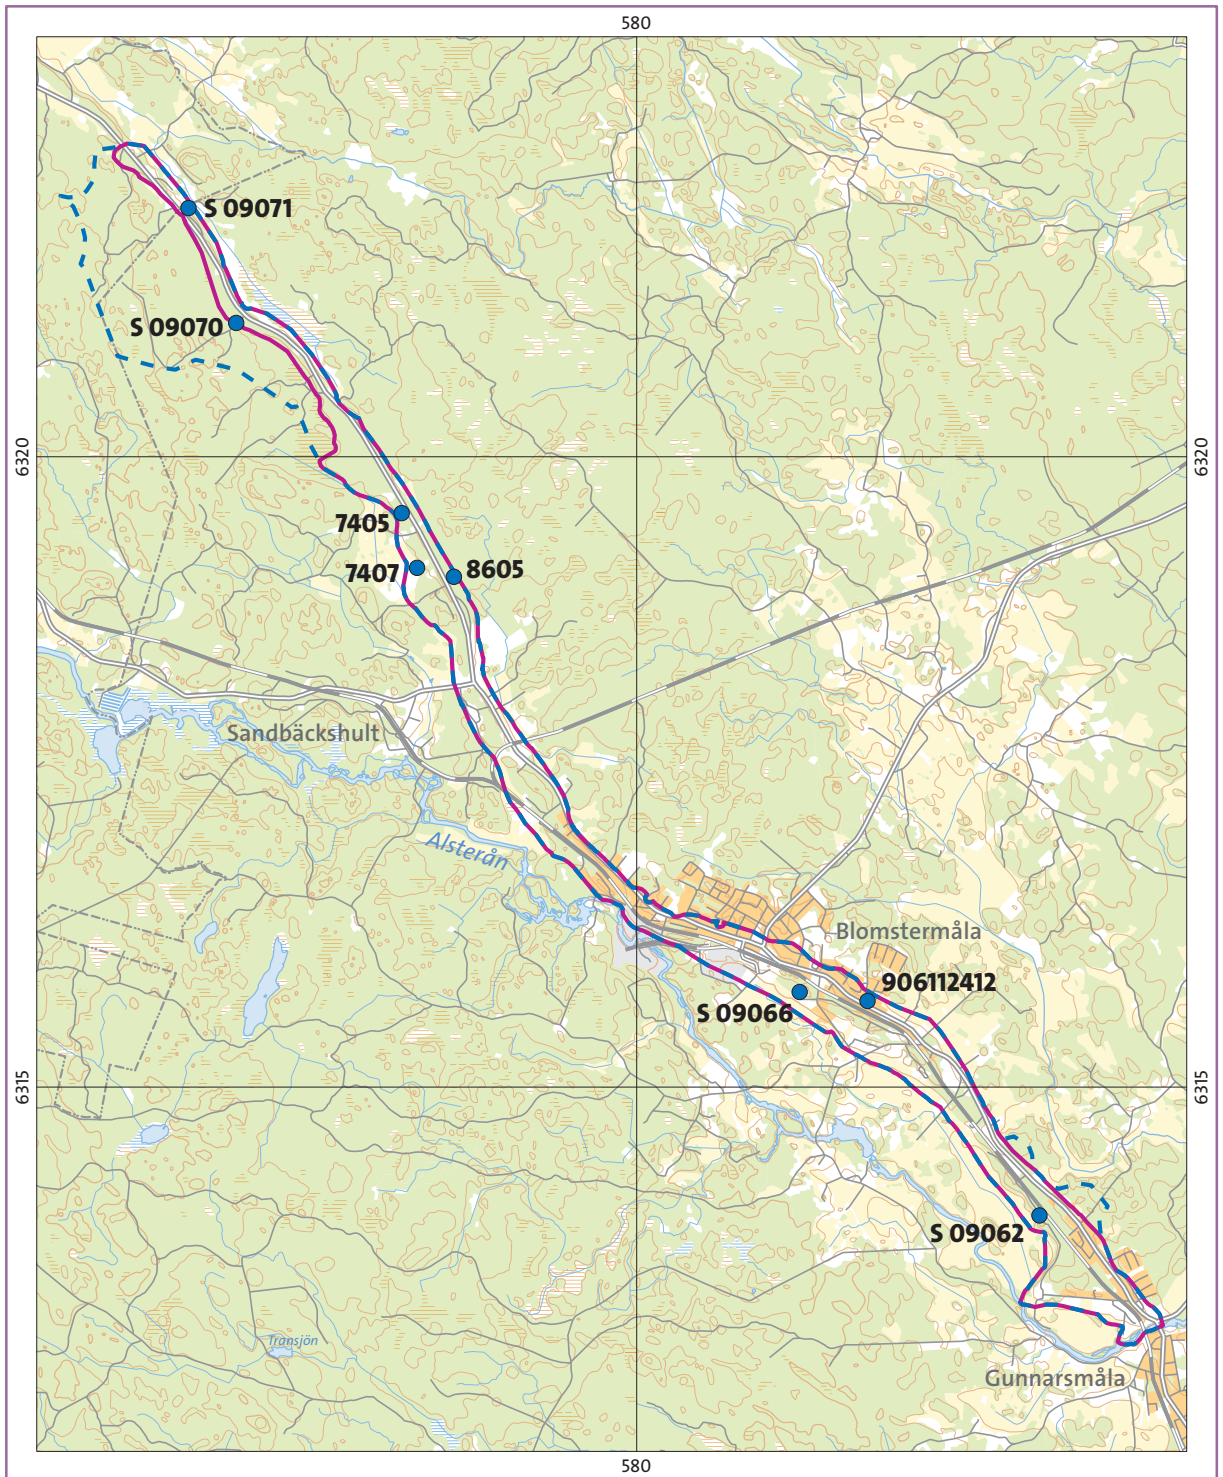 580
S 09071
S 09070
6320
6320
7405
7407
8605
Sandbäckshult
Alsterån
Blomstermåla
906112412
S 09066
6315
6315
S 09062
Transjön
Gunnarsmåla
580